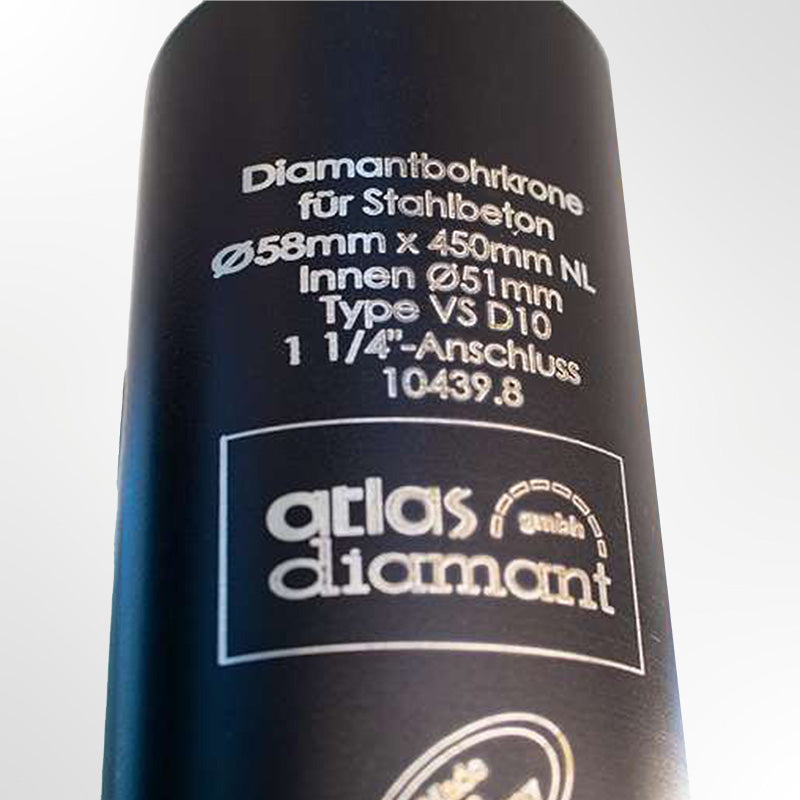 Diamantbohrkrone
für Stahlbeton
Ø58mm x 450mm NL
Innen Ø51mm
Type VS D10
1 1/4"-Anschluss
10439.8
atlas gmbh
diamant
Made